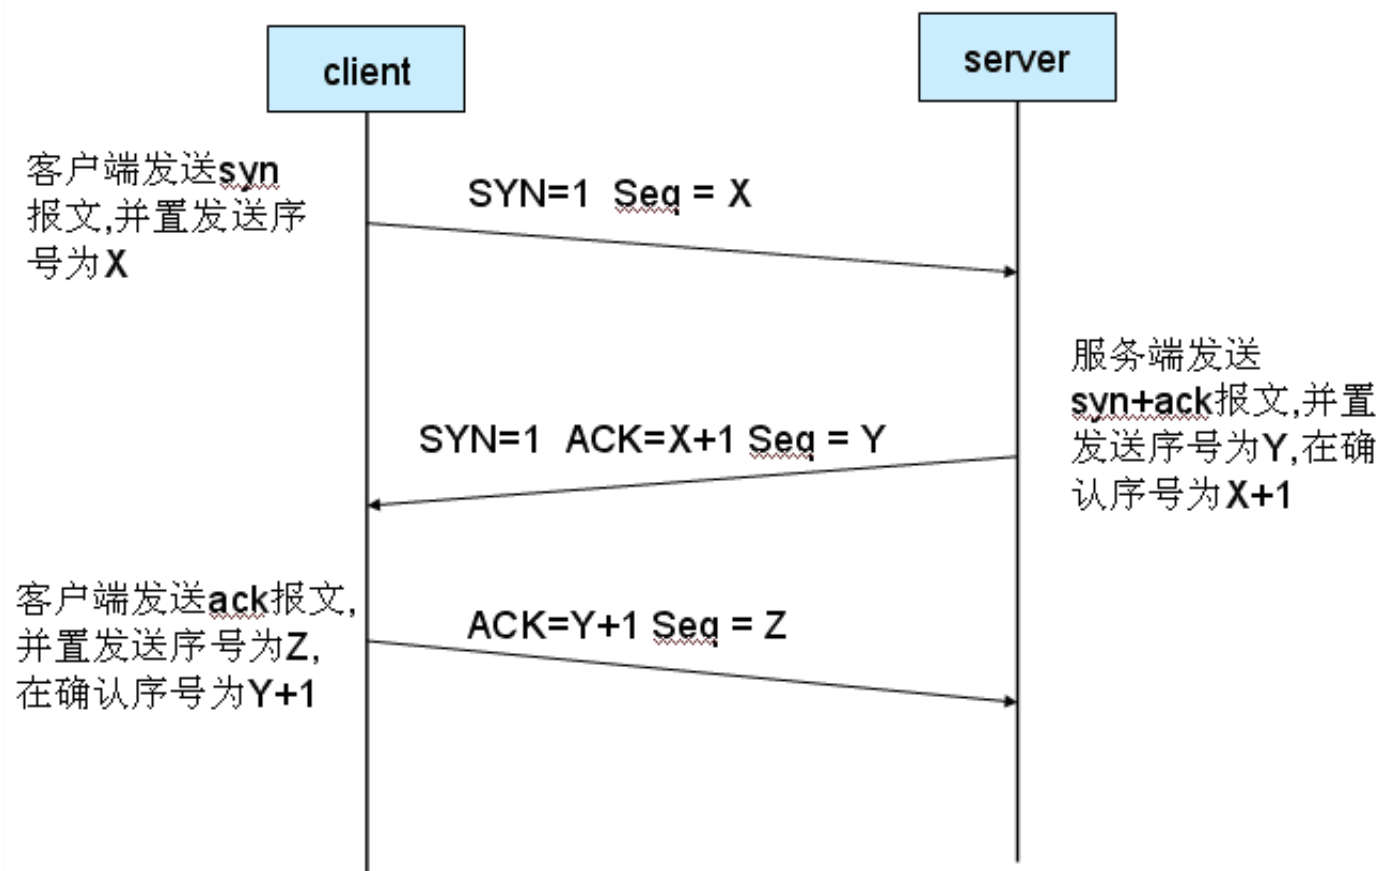 client
server
客户端发送syn
报文,并置发送序
号为X
SYN=1 Seq = X
服务端发送
syn+ack报文,并置
发送序号为Y,在确
认序号为X+1
SYN=1 ACK=X+1 Seq = Y
客户端发送ack报文,
并置发送序号为Z,
在确认序号为Y+1
ACK=Y+1 Seq = Z